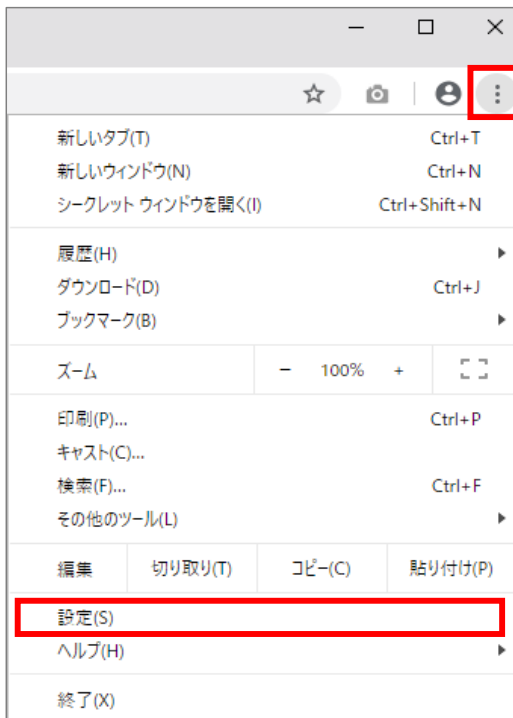 新しいタブ(T) Ctrl+T
新しいウィンドウ(N) Ctrl+N
シークレット ウィンドウを開く(I) Ctrl+Shift+N
履歴(H)
ダウンロード(D) Ctrl+J
ブックマーク(B)
ズーム − 100% +
印刷(P)... Ctrl+P
キャスト(C)...
検索(F)... Ctrl+F
その他のツール(L)
編集 切り取り(T) コピー(C) 貼り付け(P)
設定(S)
ヘルプ(H)
終了(X)